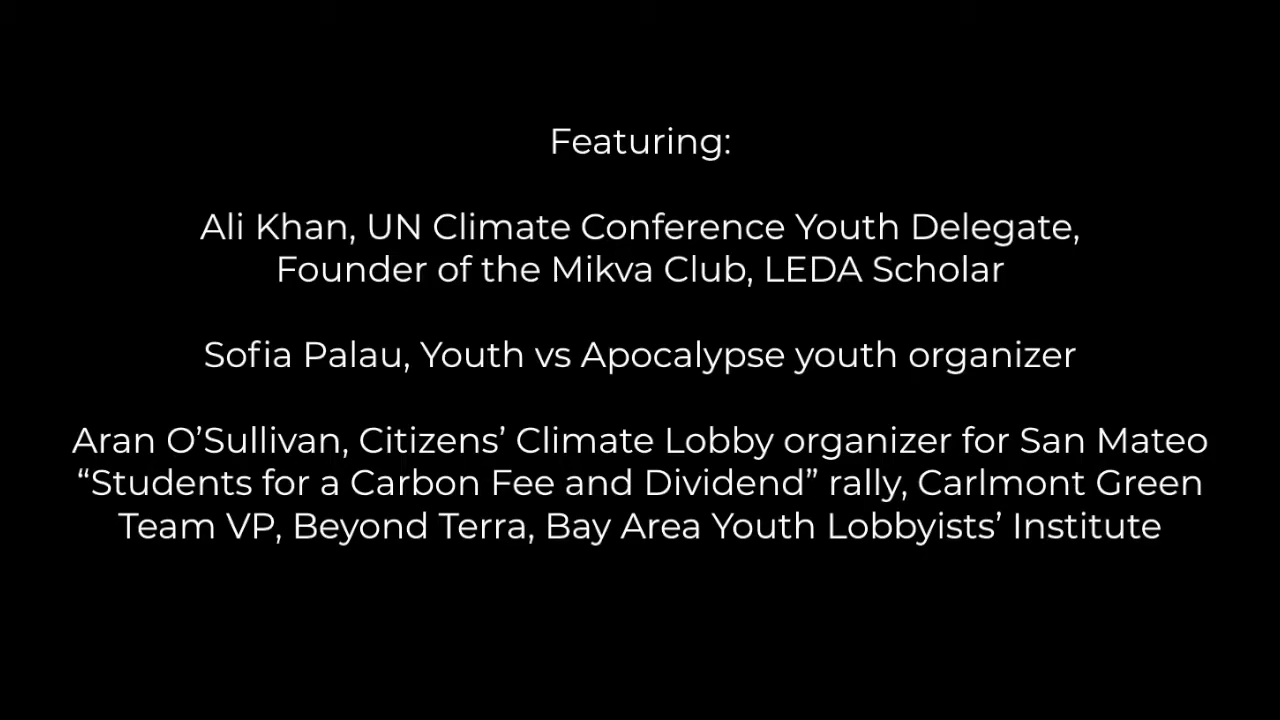 Featuring:
Ali Khan, UN Climate Conference Youth Delegate,
Founder of the Mikva Club, LEDA Scholar
Sofia Palau, Youth vs Apocalypse youth organizer
Aran O’Sullivan, Citizens’ Climate Lobby organizer for San Mateo
“Students for a Carbon Fee and Dividend” rally, Carlmont Green
Team VP, Beyond Terra, Bay Area Youth Lobbyists’ Institute